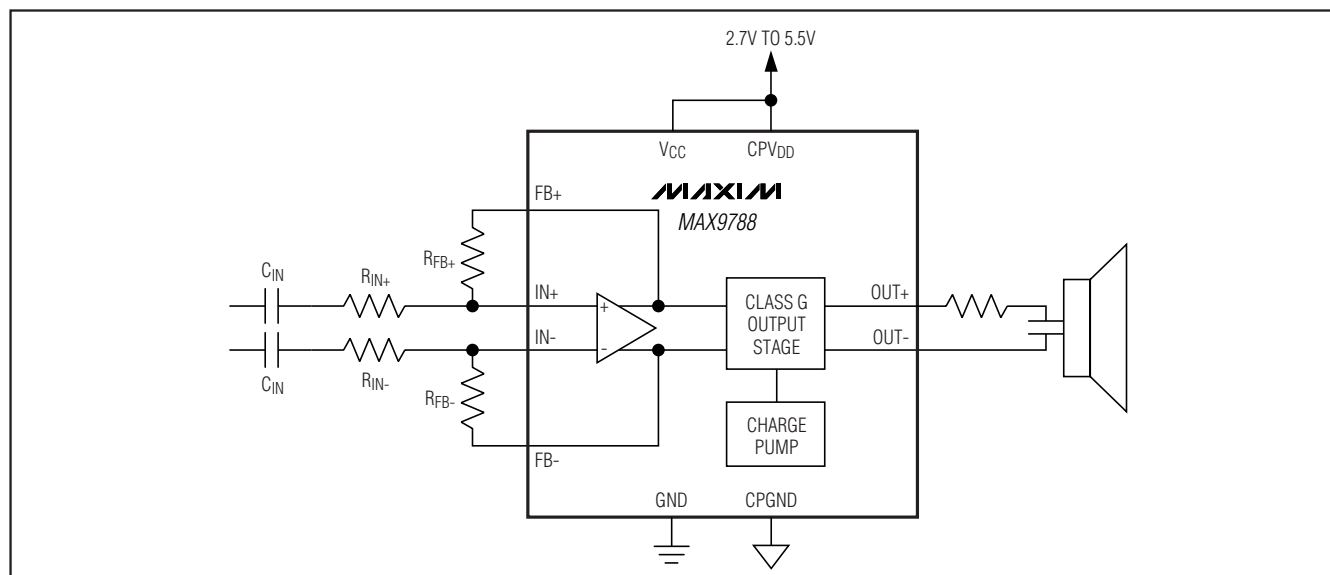 2.7V TO 5.5V
VCC CPVDD
MAXIM
MAX9788
FB+
RFB+
CIN
RIN+
IN+
+
CLASS G
OUTPUT
STAGE
OUT+
IN-
-
OUT-
CIN
RIN-
RFB-
CHARGE
PUMP
FB-
GND CPGND